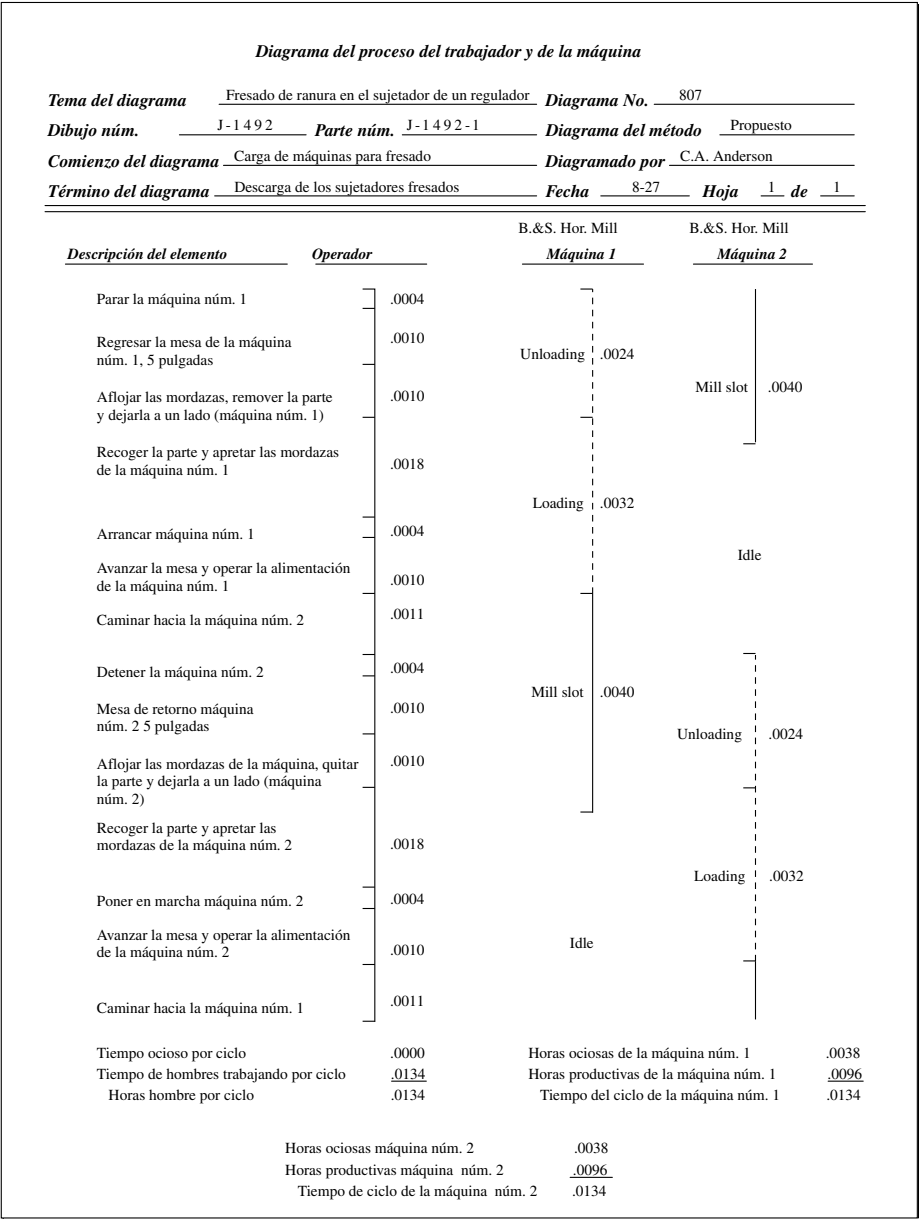 Diagrama del proceso del trabajador y de la máquina
Tema del diagrama Fresado de ranura en el sujetador de un regulador Diagrama No. 807
Dibujo núm. J-1492 Parte núm. J-1492-1 Diagrama del método Propuesto
Comienzo del diagrama Carga de máquinas para fresado Diagramado por C.A. Anderson
Término del diagrama Descarga de los sujetadores fresados Fecha 8-27 Hoja 1 de 1
B.&S. Hor. Mill B.&S. Hor. Mill
Descripción del elemento Operador Máquina 1 Máquina 2
Parar la máquina núm. 1 .0004
Regresar la mesa de la máquina .0010
núm. 1, 5 pulgadas
Unloading .0024
Mill slot .0040
Aflojar las mordazas, remover la parte .0010
y dejarla a un lado (máquina núm. 1)
Recoger la parte y apretar las mordazas .0018
de la máquina núm. 1
Loading .0032
Arrancar máquina núm. 1 .0004
Idle
Avanzar la mesa y operar la alimentación
de la máquina núm. 1 .0010
Caminar hacia la máquina núm. 2 .0011
Detener la máquina núm. 2 .0004
Mill slot .0040
Mesa de retorno máquina .0010
núm. 2 5 pulgadas
Unloading .0024
Aflojar las mordazas de la máquina, quitar .0010
la parte y dejarla a un lado (máquina
núm. 2)
Recoger la parte y apretar las
mordazas de la máquina núm. 2 .0018
Loading .0032
Poner en marcha máquina núm. 2 .0004
Avanzar la mesa y operar la alimentación
de la máquina núm. 2 .0010
Idle
Caminar hacia la máquina núm. 1 .0011
Tiempo ocioso por ciclo .0000 Horas ociosas de la máquina núm. 1 .0038
Tiempo de hombres trabajando por ciclo .0134 Horas productivas de la máquina núm. 1 .0096
Horas hombre por ciclo .0134 Tiempo del ciclo de la máquina núm. 1 .0134
Horas ociosas máquina núm. 2 .0038
Horas productivas máquina núm. 2 .0096
Tiempo de ciclo de la máquina núm. 2 .0134